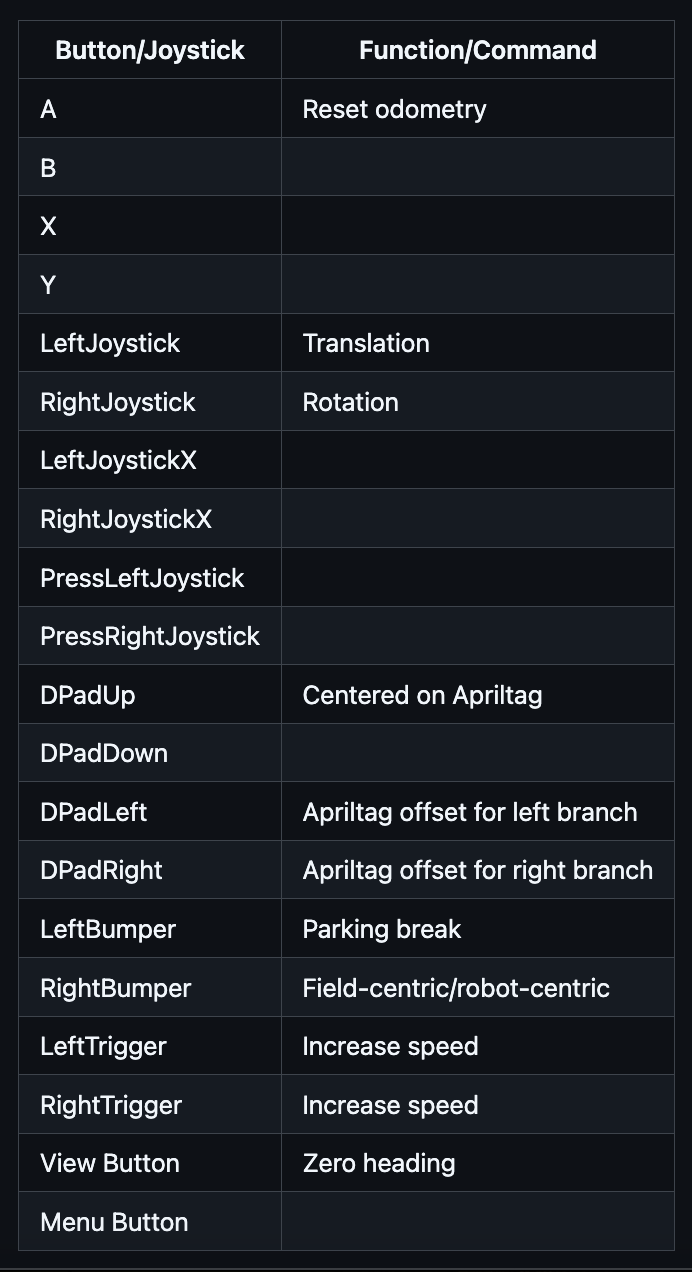 Button/Joystick Function/Command
A Reset odometry
B
X
Y
LeftJoystick Translation
RightJoystick Rotation
LeftJoystickX
RightJoystickX
PressLeftJoystick
PressRightJoystick
DPadUp Centered on Apriltag
DPadDown
DPadLeft Apriltag offset for left branch
DPadRight Apriltag offset for right branch
LeftBumper Parking break
RightBumper Field-centric/robot-centric
LeftTrigger Increase speed
RightTrigger Increase speed
View Button Zero heading
Menu Button